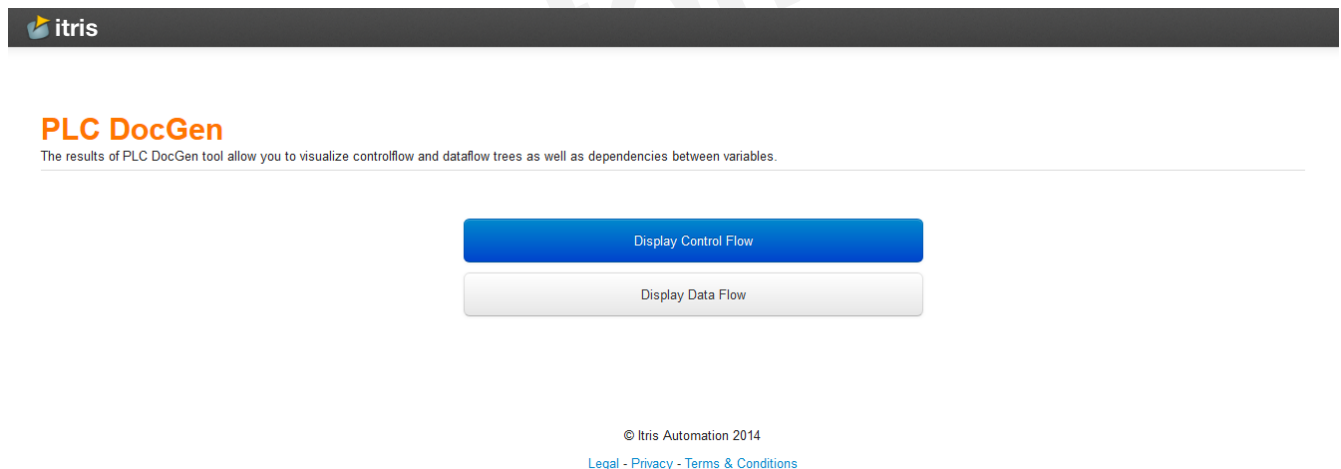 itris
PLC DocGen
The results of PLC DocGen tool allow you to visualize controlflow and dataflow trees as well as dependencies between variables.
Display Control Flow
Display Data Flow
© Itris Automation 2014
Legal - Privacy - Terms & Conditions